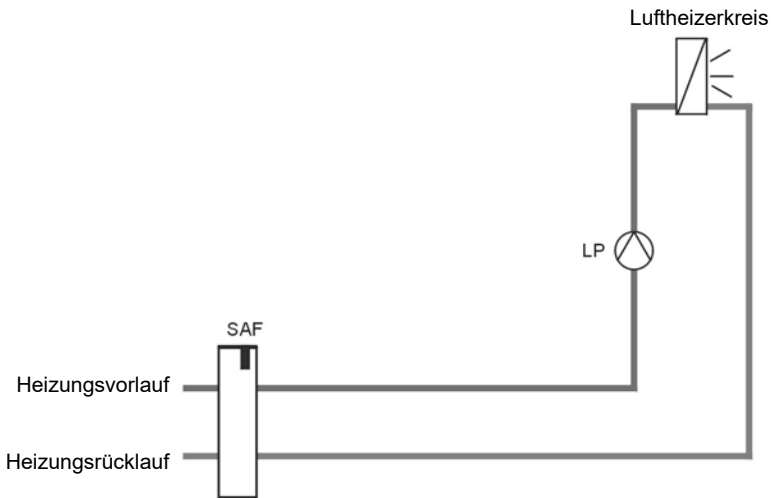 Luftheizerkreis
LP
SAF
Heizungsvorlauf
Heizungsrücklauf